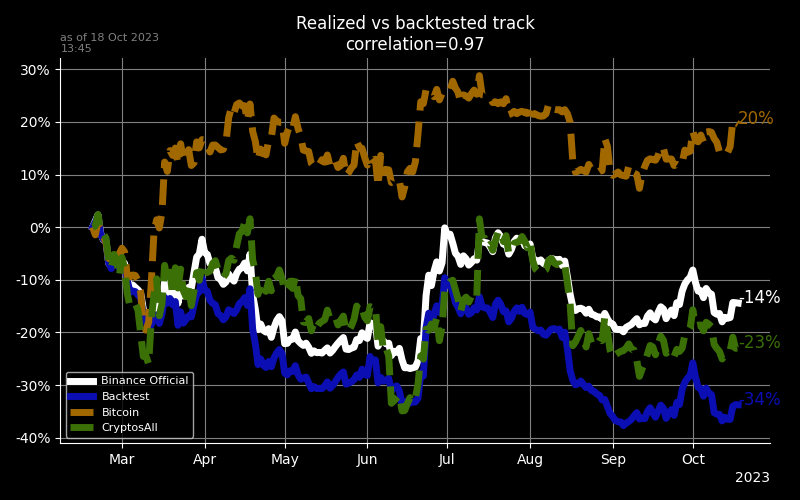 Realized vs backtested track
correlation=0.97
as of 18 Oct 2023
13:45
30%
20%
10%
0%
-10%
-20%
-30%
-40%
20%
-14%
-23%
-34%
Binance Official
Backtest
Bitcoin
CryptosAll
Mar
Apr
May
Jun
Jul
Aug
Sep
Oct
2023